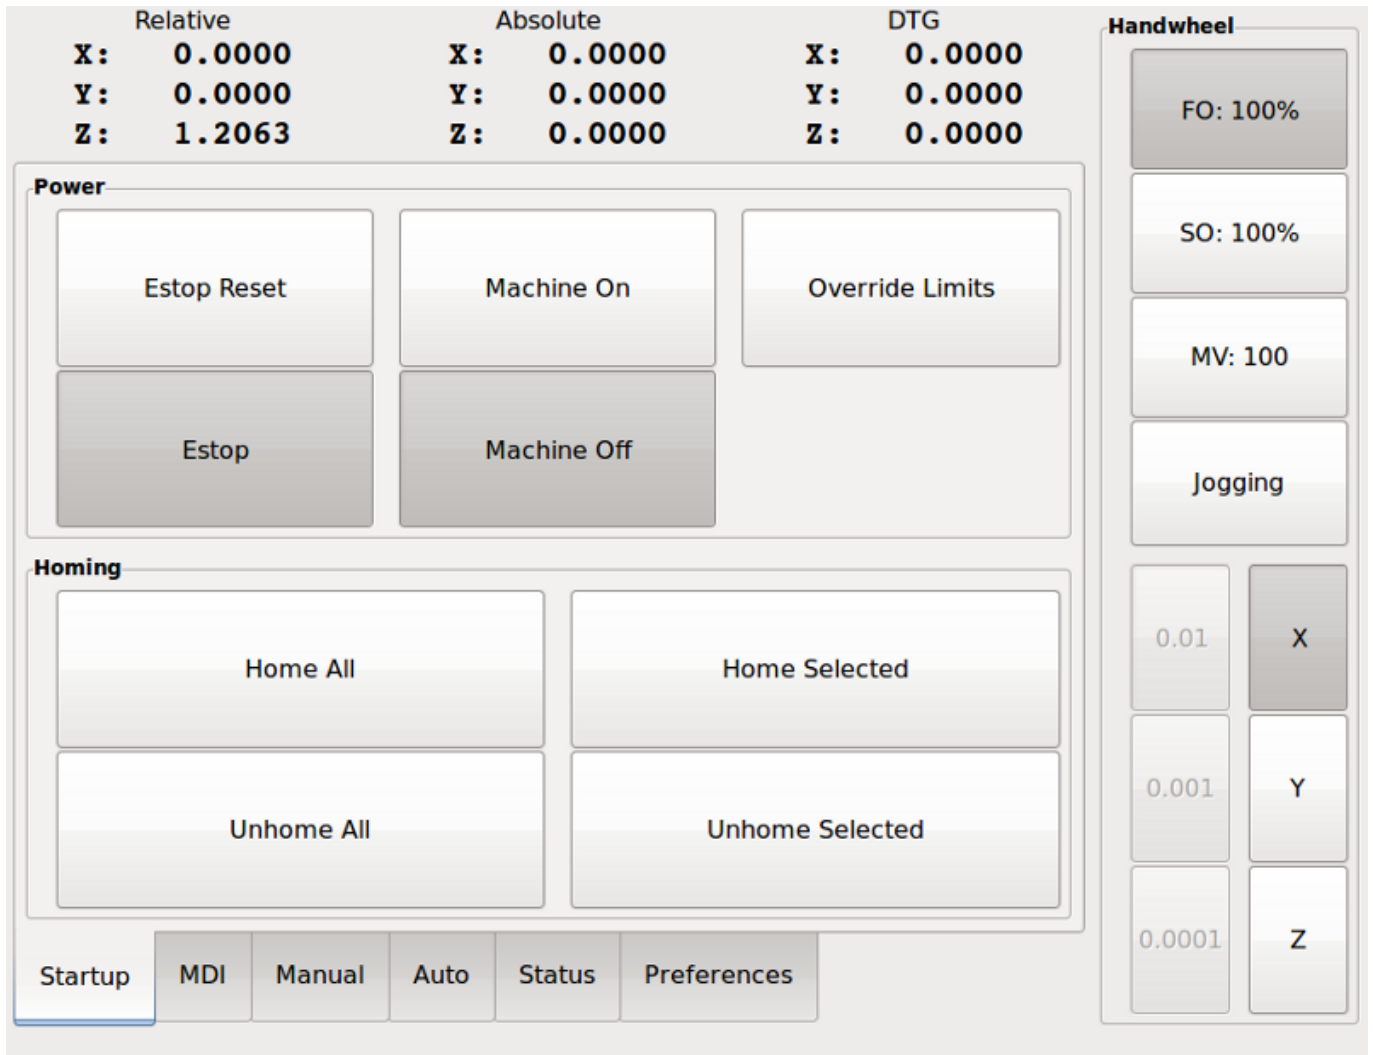 Relative Absolute DTG Handwheel
X: 0.0000 X: 0.0000 X: 0.0000
Y: 0.0000 Y: 0.0000 Y: 0.0000
Z: 1.2063 Z: 0.0000 Z: 0.0000
FO: 100%
Power
SO: 100%
Estop Reset Machine On Override Limits
MV: 100
Estop Machine Off
Jogging
Homing
0.01 X
Home All Home Selected
0.001 Y
Unhome All Unhome Selected
0.0001 Z
Startup MDI Manual Auto Status Preferences